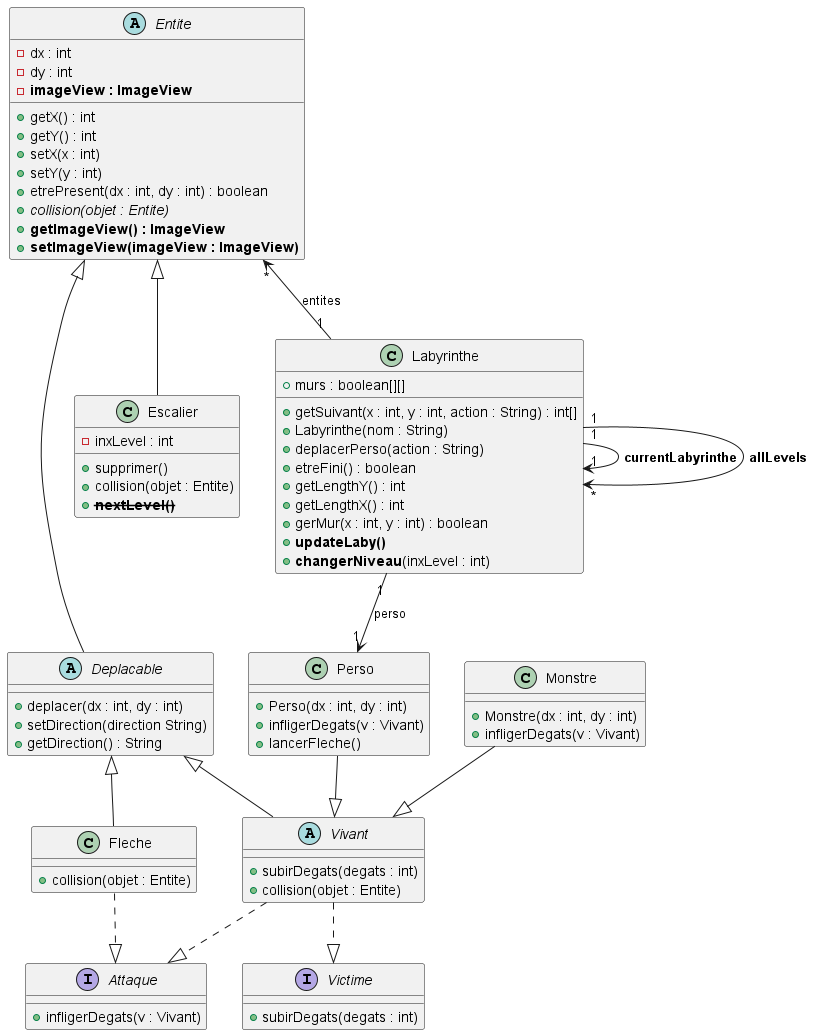 A Entite
dx : int
dy : int
imageView : ImageView
getX() : int
getY() : int
setX(x : int)
setY(y : int)
etrePresent(dx : int, dy : int) : boolean
collision(objet : Entite)
getImageView() : ImageView
setImageView(imageView : ImageView)
*
entites
1
C Escalier
inxLevel : int
supprimer()
collision(objet : Entite)
nextLevel()
C Labyrinthe
murs : boolean[][]
getSuivant(x : int, y : int, action : String) : int[]
Labyrinthe(nom : String)
deplacerPerso(action : String)
etreFini() : boolean
getLengthY() : int
getLengthX() : int
gerMur(x : int, y : int) : boolean
updateLaby()
changerNiveau(inxLevel : int)
1
1
1 currentLabyrinthe allLevels
*
1
perso
1
A Deplacable
deplacer(dx : int, dy : int)
setDirection(direction String)
getDirection() : String
C Perso
Perso(dx : int, dy : int)
infligerDegats(v : Vivant)
lancerFleche()
C Monstre
Monstre(dx : int, dy : int)
infligerDegats(v : Vivant)
C Fleche
collision(objet : Entite)
A Vivant
subirDegats(degats : int)
collision(objet : Entite)
I Attaque
infligerDegats(v : Vivant)
I Victime
subirDegats(degats : int)